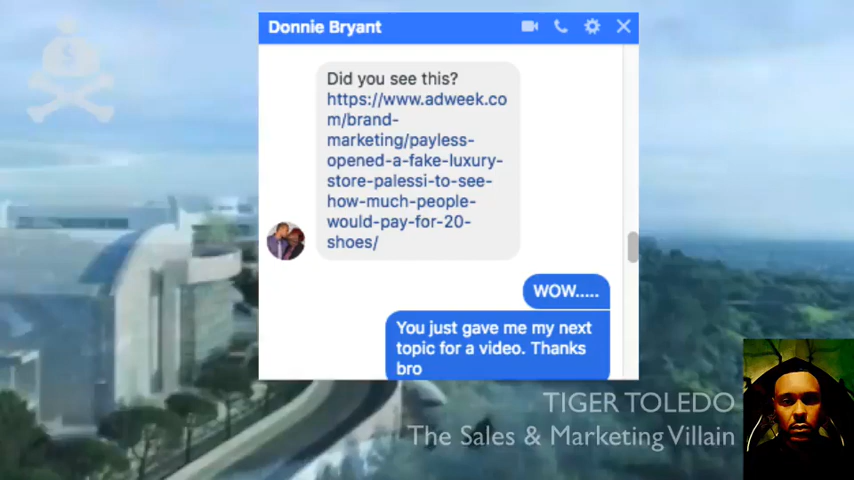 Donnie Bryant
Did you see this?
https://www.adweek.co
m/brand-
marketing/payless-
opened-a-fake-luxury-
store-palessi-to-see-
how-much-people-
would-pay-for-20-
shoes/
WOW.....
You just gave me my next
topic for a video. Thanks
bro
TIGER TOLEDO
The Sales & Marketing Villain
$